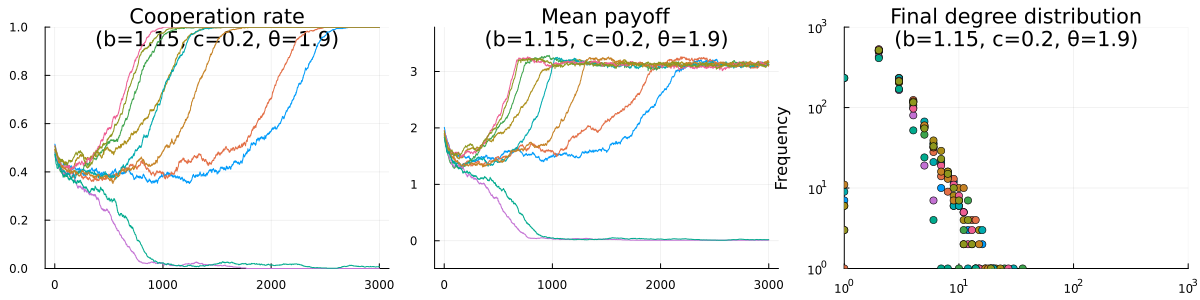 Cooperation rate
(b=1.15, c=0.2, θ=1.9)
1.0
0.8
0.6
0.4
0.2
0.0
0 1000 2000 3000
Mean payoff
(b=1.15, c=0.2, θ=1.9)
3
2
1
0
0 1000 2000 3000
Final degree distribution
(b=1.15, c=0.2, θ=1.9)
Frequency
10³
10²
10¹
10⁰
10⁰ 10¹ 10² 10³